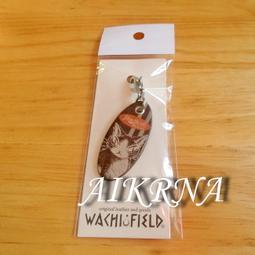 AIKRNA
original leather and goods
WACHIFIELD